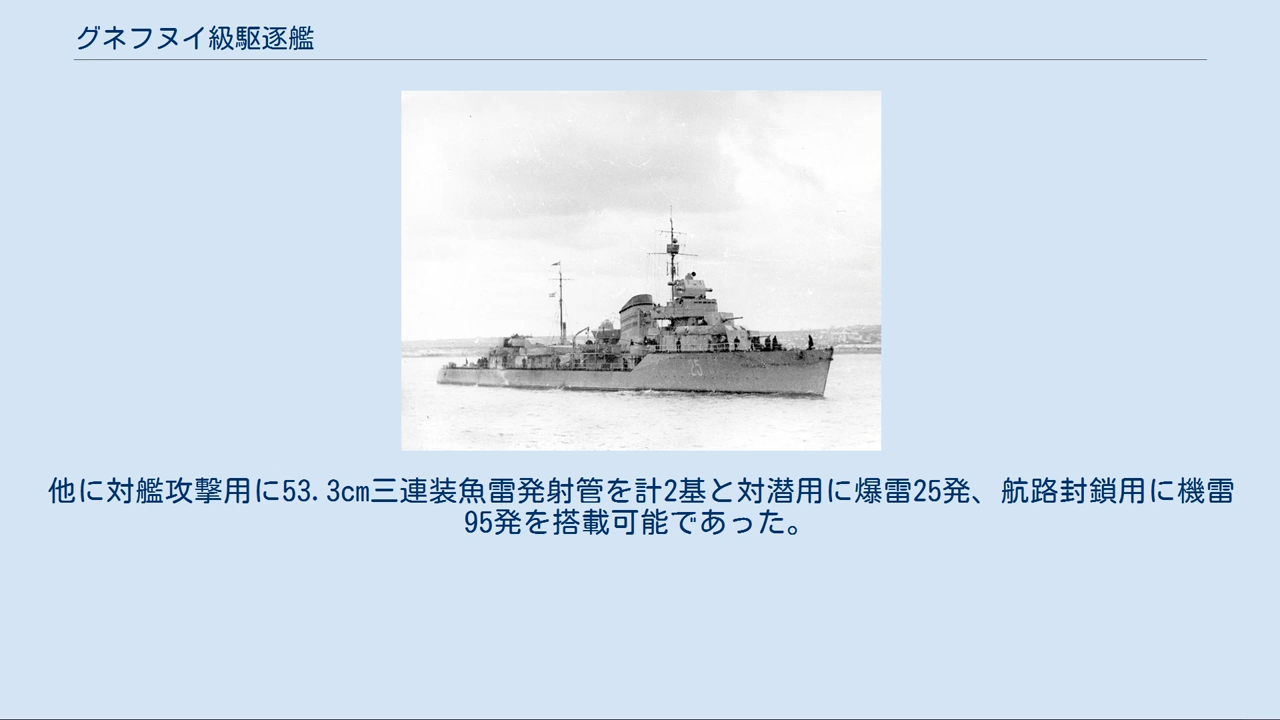 グネフヌイ級駆逐艦
23
他に対艦攻撃用に53.3cm三連装魚雷発射管を計2基と対潜用に爆雷25発、航路封鎖用に機雷
95発を搭載可能であった。